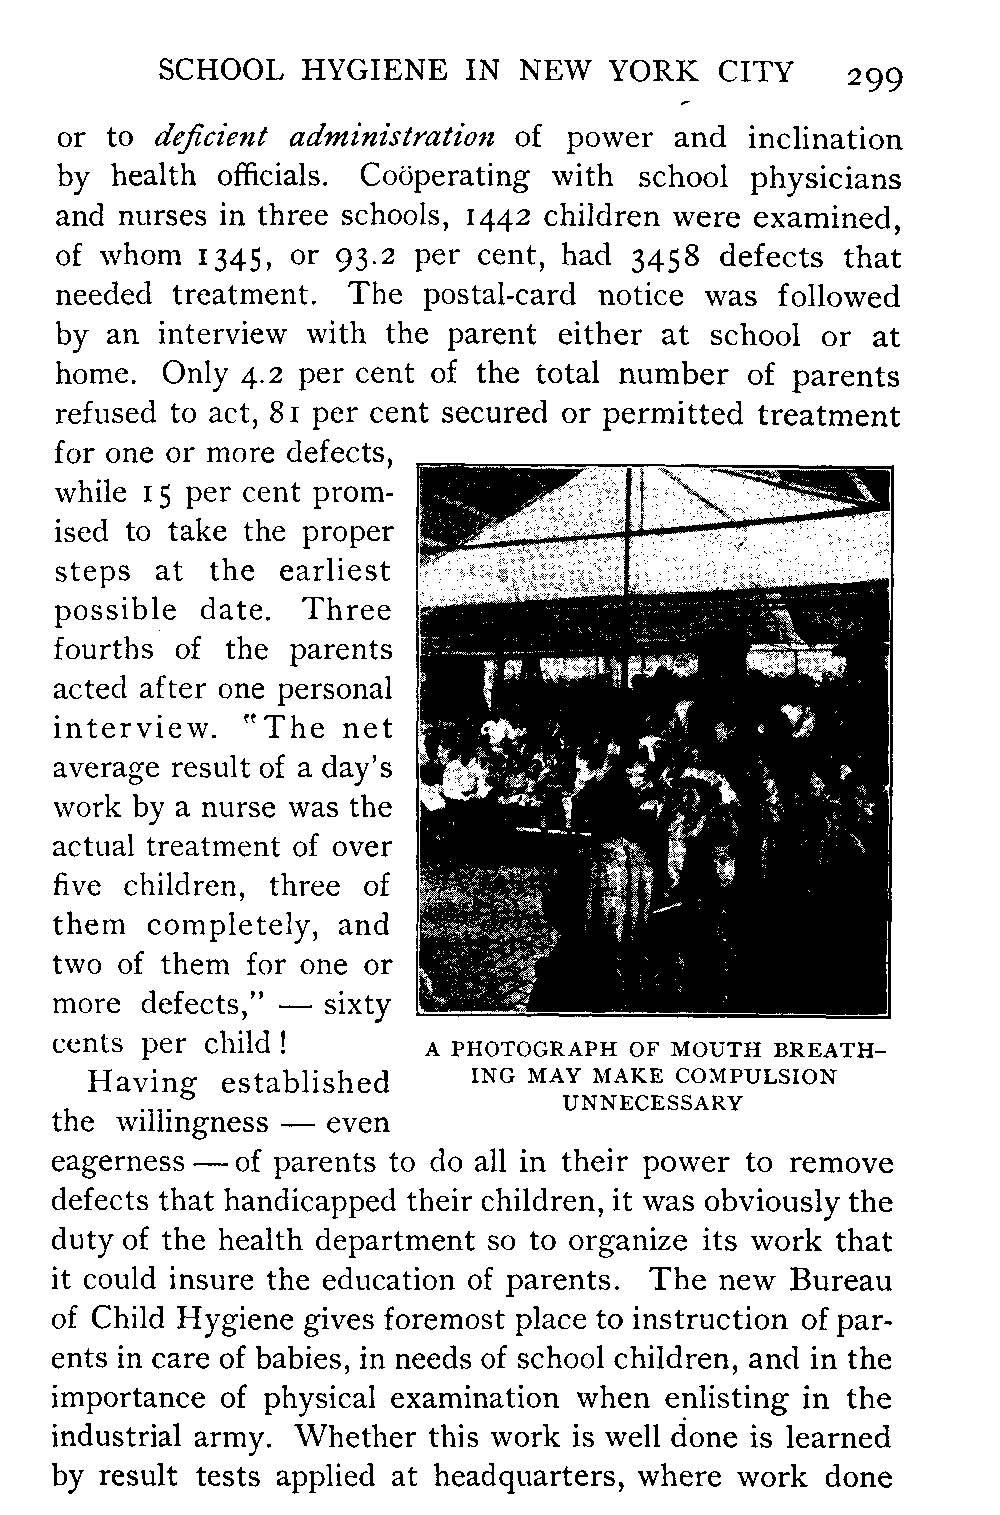 SCHOOL HYGIENE IN NEW YORK CITY 299
or to deficient administration of power and inclination
by health officials. Coöperating with school physicians
and nurses in three schools, 1442 children were examined,
of whom 1345, or 93.2 per cent, had 3458 defects that
needed treatment. The postal-card notice was followed
by an interview with the parent either at school or at
home. Only 4.2 per cent of the total number of parents
refused to act, 81 per cent secured or permitted treatment
for one or more defects,
while 15 per cent prom-
ised to take the proper
steps at the earliest
possible date. Three
fourths of the parents
acted after one personal
interview. "The net
average result of a day's
work by a nurse was the
actual treatment of over
five children, three of
them completely, and
two of them for one or
more defects," — sixty
cents per child!
Having established
the willingness — even
eagerness — of parents to do all in their power to remove
defects that handicapped their children, it was obviously the
duty of the health department so to organize its work that
it could insure the education of parents. The new Bureau
of Child Hygiene gives foremost place to instruction of par-
ents in care of babies, in needs of school children, and in the
importance of physical examination when enlisting in the
industrial army. Whether this work is well done is learned
by result tests applied at headquarters, where work done
A PHOTOGRAPH OF MOUTH BREATH-
ING MAY MAKE COMPULSION
UNNECESSARY